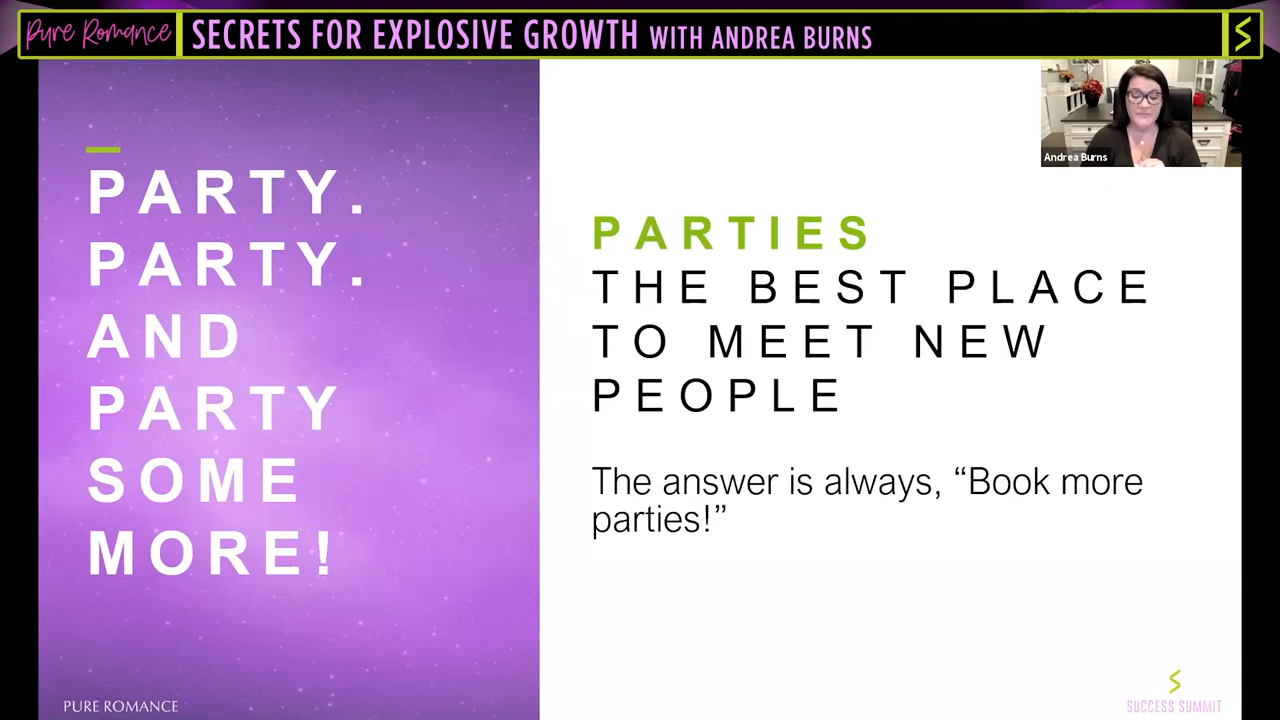 Pure Romance
SECRETS FOR EXPLOSIVE GROWTH WITH ANDREA BURNS
PARTY.
PARTY.
AND
PARTY
SOME
MORE!
PURE ROMANCE
Andrea Burns
PARTIES
THE BEST PLACE
TO MEET NEW
PEOPLE
The answer is always, “Book more
parties!”
SUCCESS SUMMIT